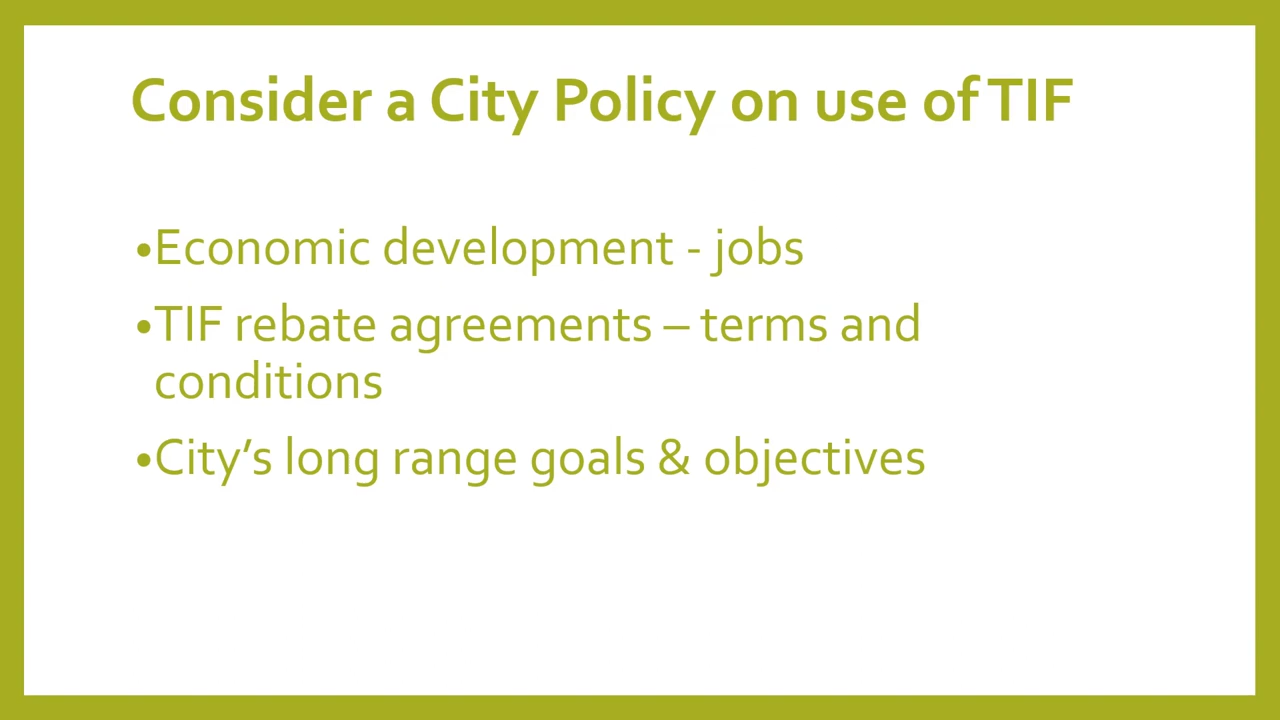 Consider a City Policy on use of TIF
•Economic development - jobs
•TIF rebate agreements – terms and
conditions
•City’s long range goals & objectives